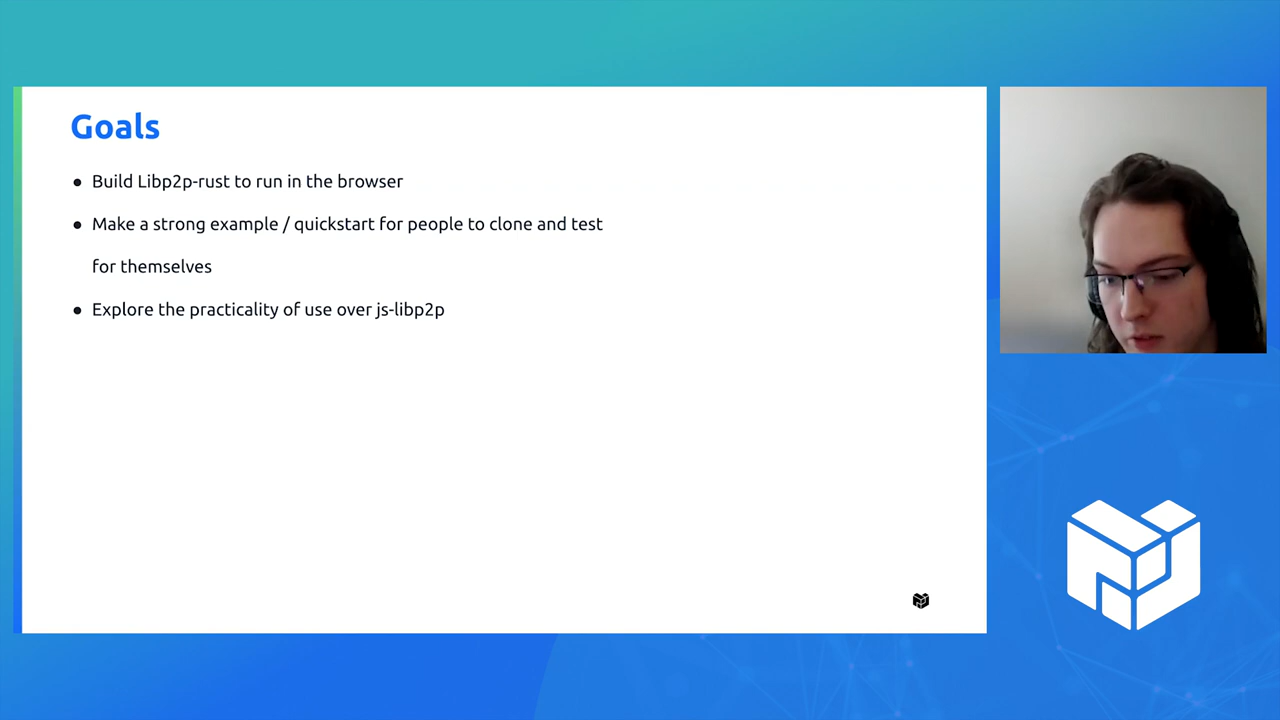 Goals
● Build Libp2p-rust to run in the browser
● Make a strong example / quickstart for people to clone and test
for themselves
● Explore the practicality of use over js-libp2p